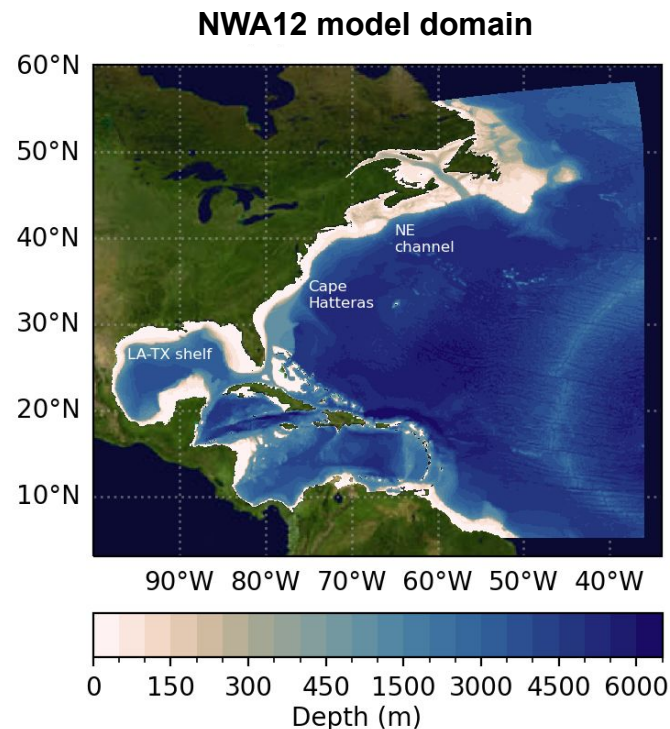 NWA12 model domain
60°N
50°N
40°N
30°N
20°N
10°N
NE
channel
Cape
Hatteras
LA-TX shelf
90°W 80°W 70°W 60°W 50°W 40°W
0 150 300 450 1500 3000 4500 6000
Depth (m)